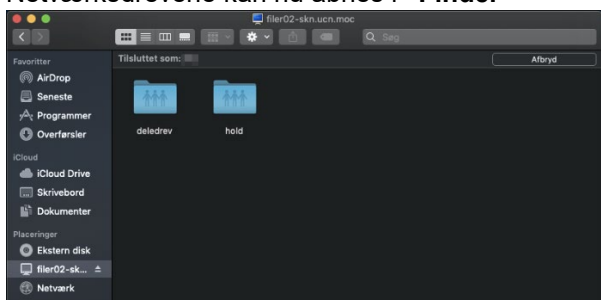 Netværksdrevene kan nu åbnes i Finder
filer02-skn.ucn.moc
Søg
Favoritter
Tilsluttet som:
Afbryd
AirDrop
Seneste
Programmer
Overførsler
deledrev
hold
iCloud
iCloud Drive
Skrivebord
Dokumenter
Placeringer
Ekstern disk
filer02-sk...
Netværk